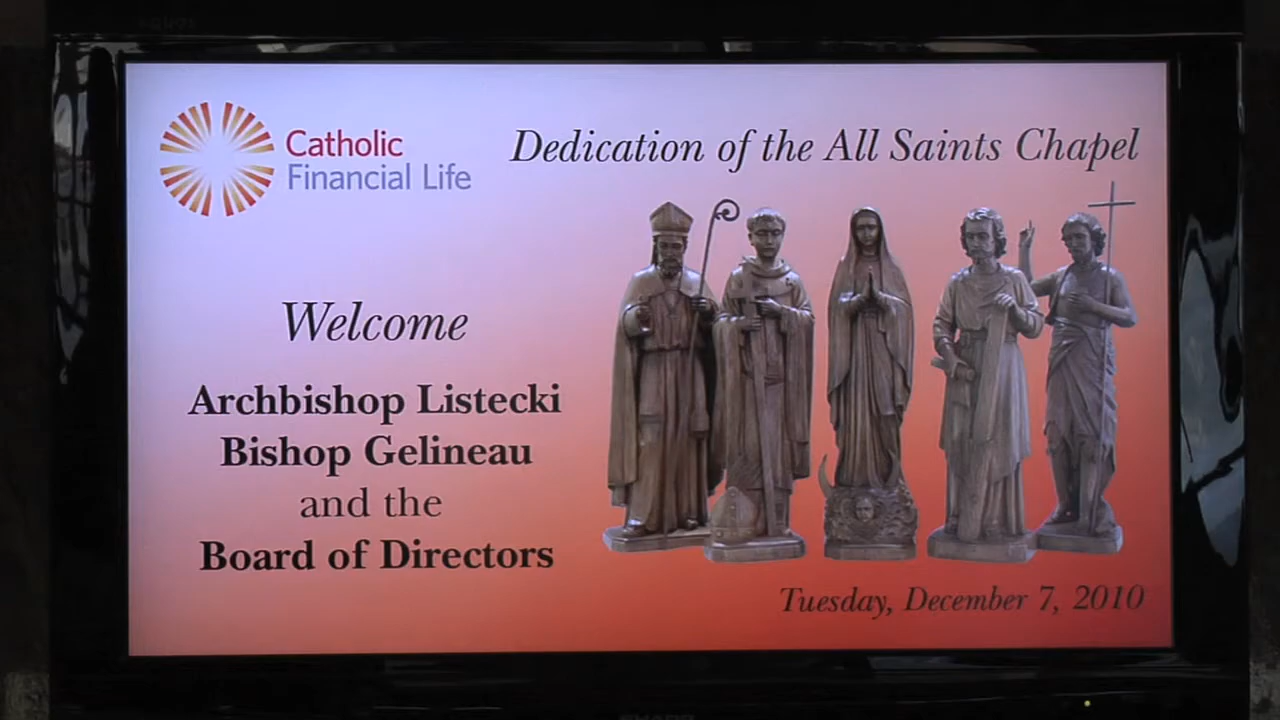 Catholic
Financial Life
Dedication of the All Saints Chapel
Welcome
Archbishop Listecki
Bishop Gelineau
and the
Board of Directors
Tuesday, December 7, 2010